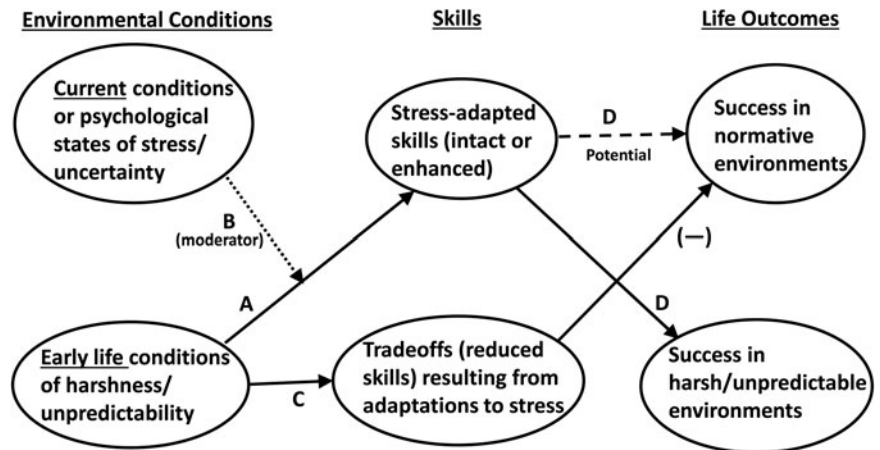 Environmental Conditions
Skills
Life Outcomes
Current conditions
or psychological
states of stress/
uncertainty
Stress-adapted
skills (intact or
enhanced)
D
Potential
Success in
normative
environments
B
(moderator)
(—)
A
D
Early life conditions
of harshness/
unpredictability
C
Tradeoffs (reduced
skills) resulting from
adaptations to stress
Success in
harsh/unpredictable
environments